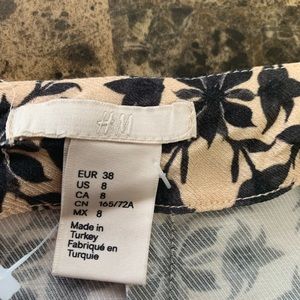 H&M
EUR 38
US 8
CA 8
CN 165/72A
MX 8
Made in
Turkey
Fabriqué en
Turquie